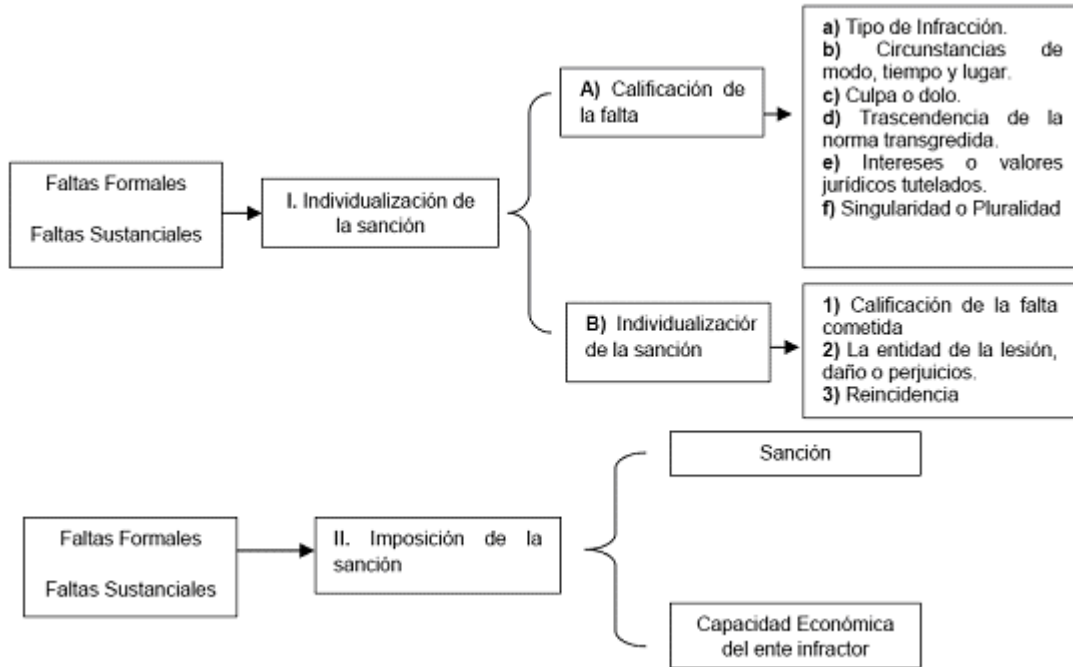 Faltas Formales
Faltas Sustanciales
I. Individualización de
la sanción
A) Calificación de
la falta
a) Tipo de Infracción.
b) Circunstancias de
modo, tiempo y lugar.
c) Culpa o dolo.
d) Trascendencia de la
norma transgredida.
e) Intereses o valores
jurídicos tutelados.
f) Singularidad o Pluralidad
B) Individualización
de la sanción
1) Calificación de la falta
cometida
2) La entidad de la lesión,
daño o perjuicios.
3) Reincidencia
Faltas Formales
Faltas Sustanciales
II. Imposición de la
sanción
Sanción
Capacidad Económica
del ente infractor